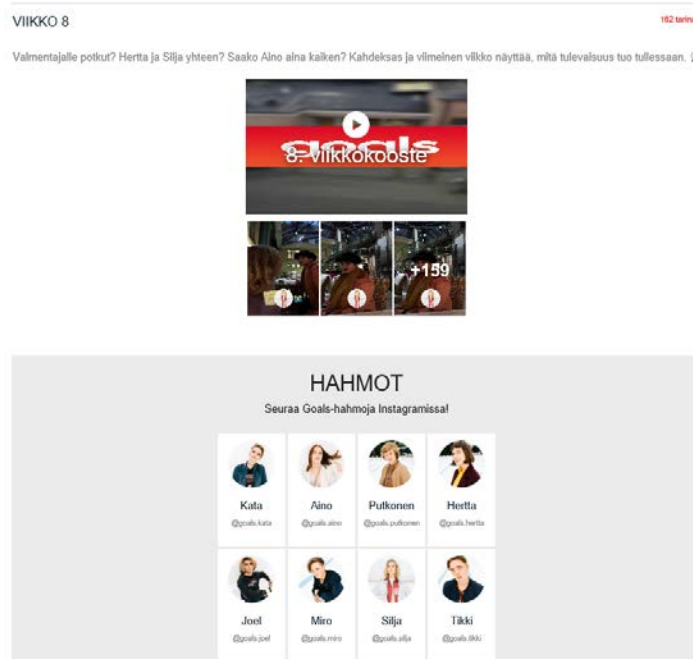 VIIKKO 8
162 tarina
Valmentajalle potkut? Hertta ja Silja yhteen? Saako Aino aina kaiken? Kahdeksas ja viimeinen viikko näyttää, mitä tulevaisuus tuo tullessaan.
goals
8. viikkokooste
+159
HAHMOT
Seuraa Goals-hahmoja Instagramissa!
Kata Aino Putkonen Hertta
@goals.kata @goals.aino @goals.putkonen @goals.hertta
Joel Miro Silja Tikki
@goals.joel @goals.miro @goals.silja @goals.tikki